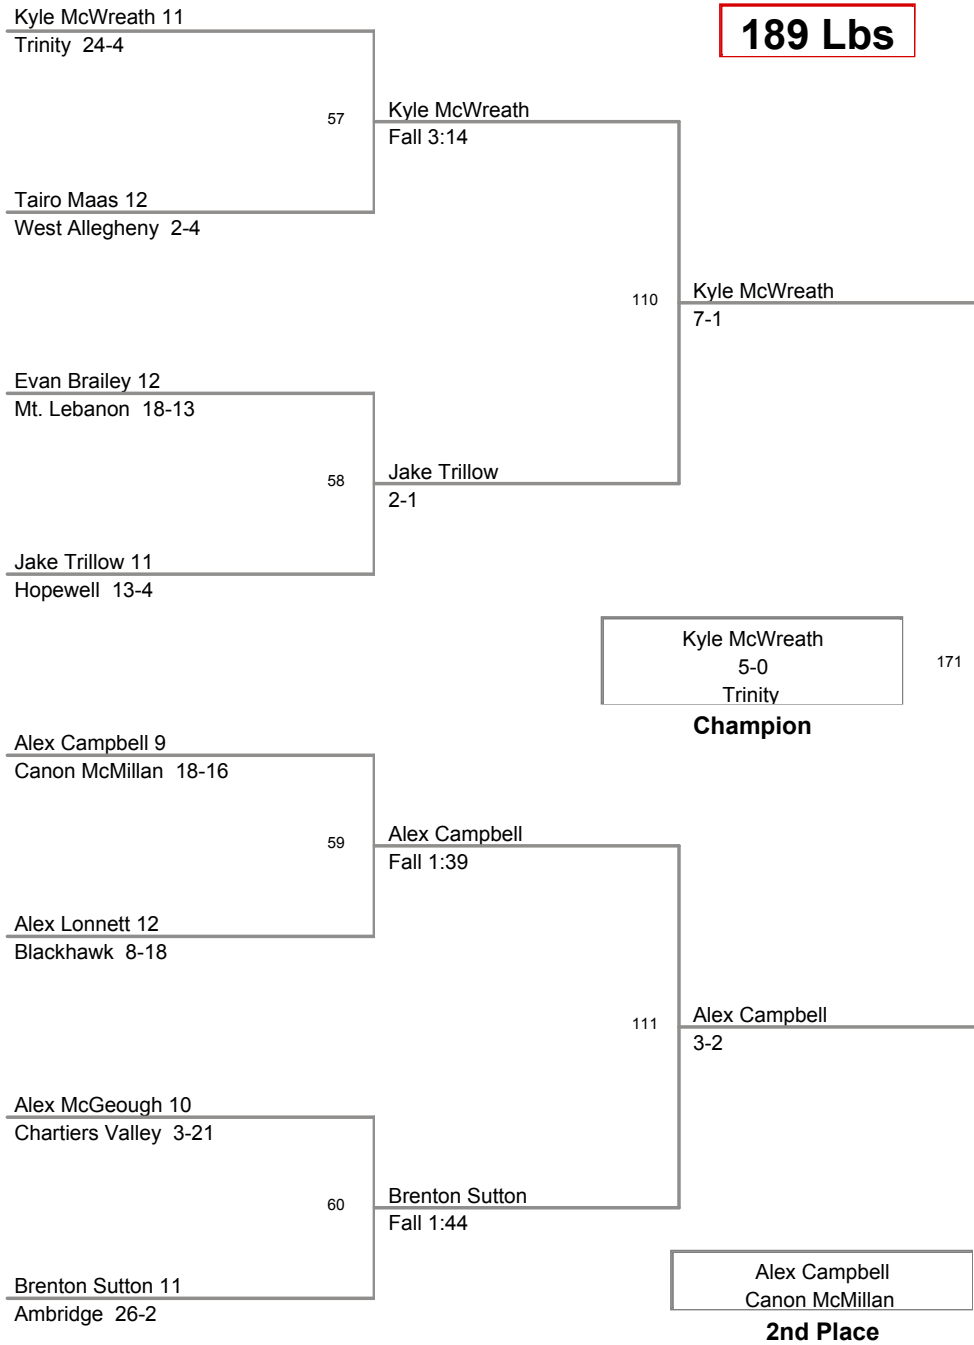 Kyle McWreath 11
189 Lbs
Trinity 24-4
57
Kyle McWreath
Fall 3:14
Tairo Maas 12
West Allegheny 2-4
110
Kyle McWreath
7-1
Evan Brailey 12
Mt. Lebanon 18-13
58
Jake Trillow
2-1
Jake Trillow 11
Hopewell 13-4
Kyle McWreath
5-0
Trinity
171
Champion
Alex Campbell 9
Canon McMillan 18-16
59
Alex Campbell
Fall 1:39
Alex Lonnett 12
Blackhawk 8-18
111
Alex Campbell
3-2
Alex McGeough 10
Chartiers Valley 3-21
60
Brenton Sutton
Fall 1:44
Brenton Sutton 11
Ambridge 26-2
Alex Campbell
Canon McMillan
2nd Place